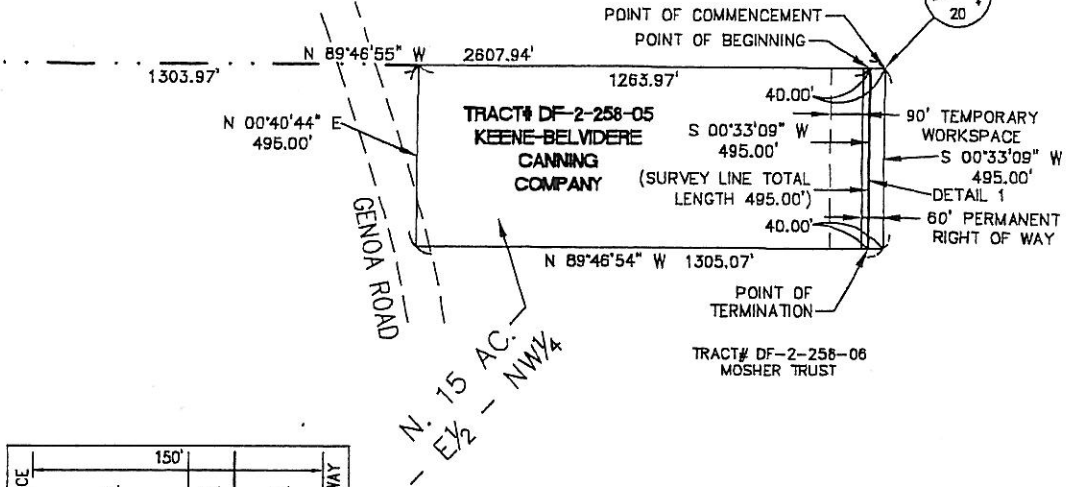 20
POINT OF COMMENCEMENT
POINT OF BEGINNING
N 89°46'55" W 2607.94'
1303.97'
1263.97'
N 00°40'44" E
495.00'
TRACT# DF-2-258-05
KEENE-BELVIDERE
CANNING
COMPANY
40.00'
S 00°33'09" W
495.00'
(SURVEY LINE TOTAL
LENGTH 495.00')
40.00'
90' TEMPORARY
WORKSPACE
S 00°33'09" W
495.00'
DETAIL 1
60' PERMANENT
RIGHT OF WAY
GENOA ROAD
N 89°46'54" W 1305.07'
POINT OF
TERMINATION
TRACT# DF-2-258-06
MOSHER TRUST
N. 15 AC.
E½ - NW¼
150'
WAY